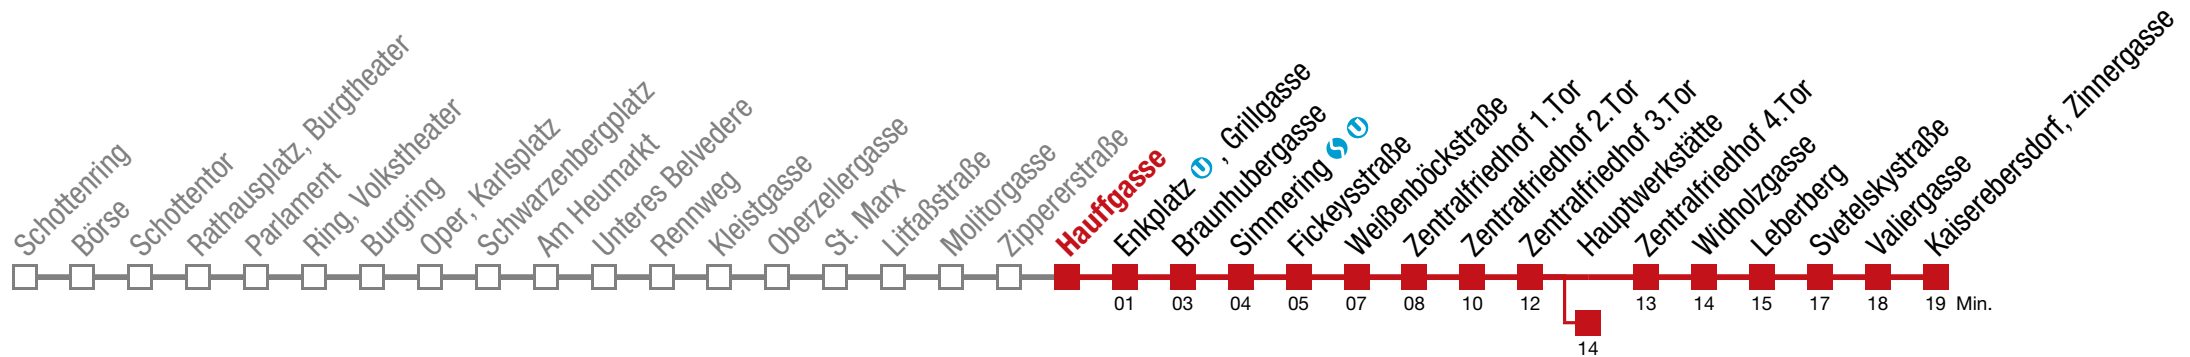 Schottenring
Börse
Schottentor
Rathausplatz, Burgtheater
Parlament
Ring, Volkstheater
Burgring
Oper, Karlsplatz
Schwarzenbergplatz
Am Heumarkt
Unteres Belvedere
Rennweg
Kleistgasse
Oberzellergasse
St. Marx
Litfaßstraße
Molitorgasse
Zippererstraße
Hauffgasse
Enkplatz U , Grillgasse
Braunhubergasse
Simmering S U
Fickeysstraße
Weißenböckstraße
Zentralfriedhof 1.Tor
Zentralfriedhof 2.Tor
Zentralfriedhof 3.Tor
Hauptwerkstätte
Zentralfriedhof 4.Tor
Widholzgasse
Leberberg
Svetelskystraße
Valiergasse
Kaiserebersdorf, Zinnergasse
01 03 04 05 07 08 10 12 13 14 15 17 18 19 Min.
14